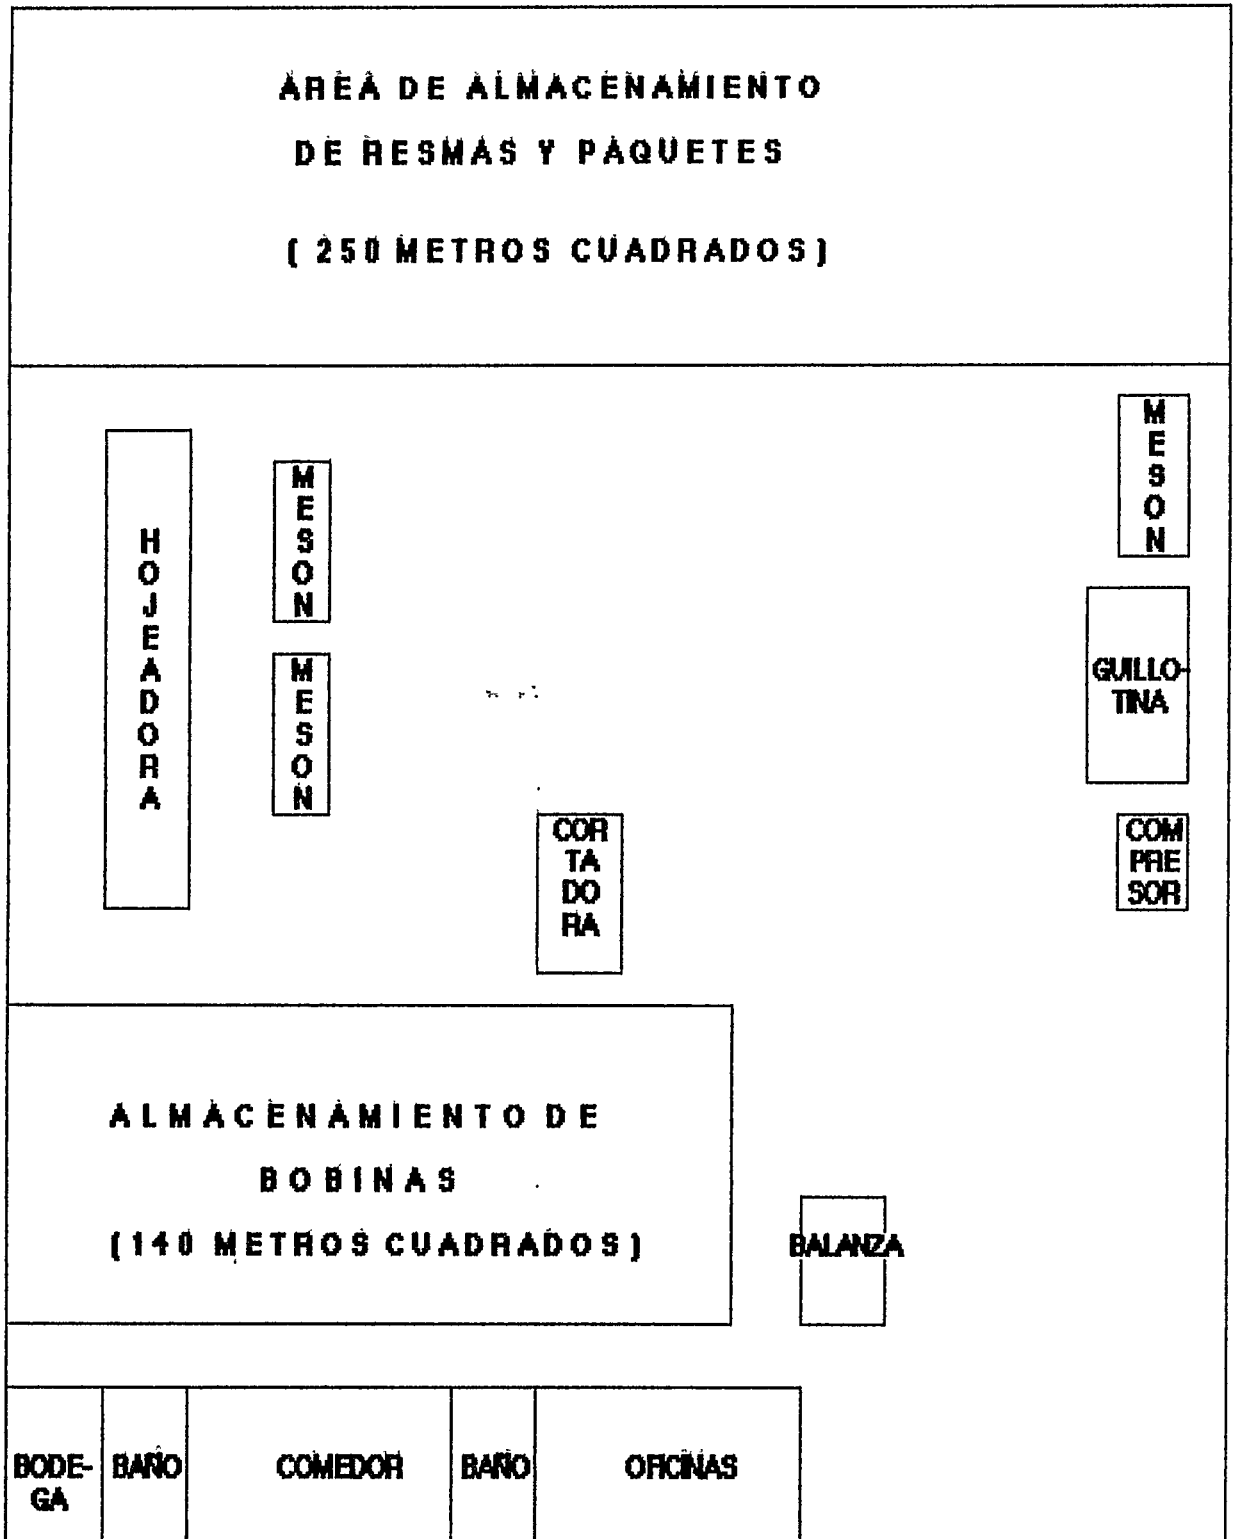 ÁREA DE ALMACENAMIENTO
DE RESMAS Y PAQUETES
( 250 METROS CUADRADOS)
HOJEADORA
MESON
MESON
MESON
GUILLO-
TINA
COR
TA
DO
RA
COM
PRE
SOR
ALMACENAMIENTO DE
BOBINAS
(140 METROS CUADRADOS)
BALANZA
BODE-
GA
BAÑO
COMEDOR
BAÑO
OFICINAS